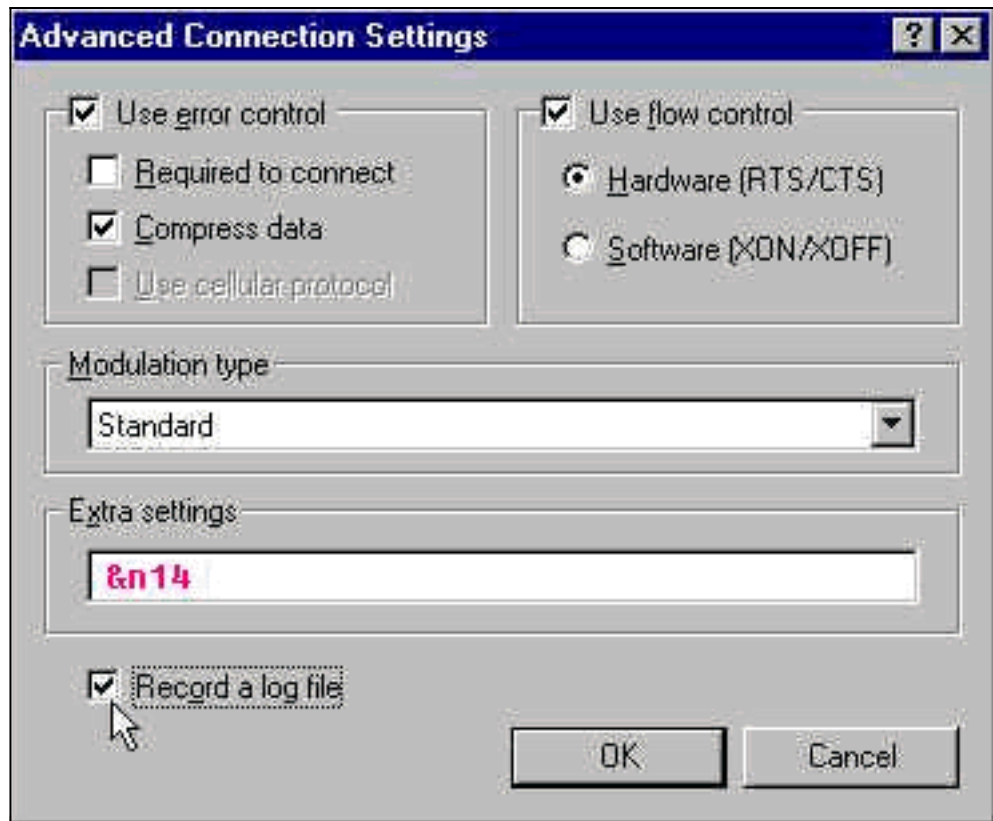 Advanced Connection Settings
Use error control
Required to connect
Compress data
Use cellular protocol
Use flow control
Hardware (RTS/CTS)
Software (XON/XOFF)
Modulation type
Standard
Extra settings
&n14
Record a log file
OK
Cancel